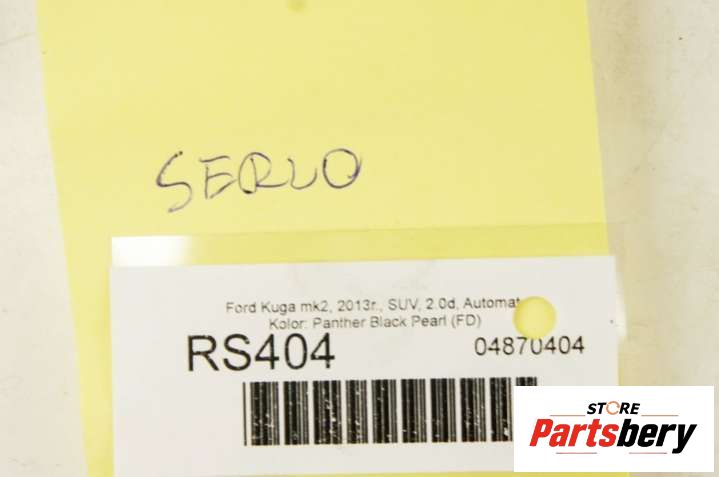 SERVO
Ford Kuga mk2, 2013r., SUV, 2.0d, Automat
Kolor: Panther Black Pearl (FD)
RS404 04870404
STORE
Partsbery